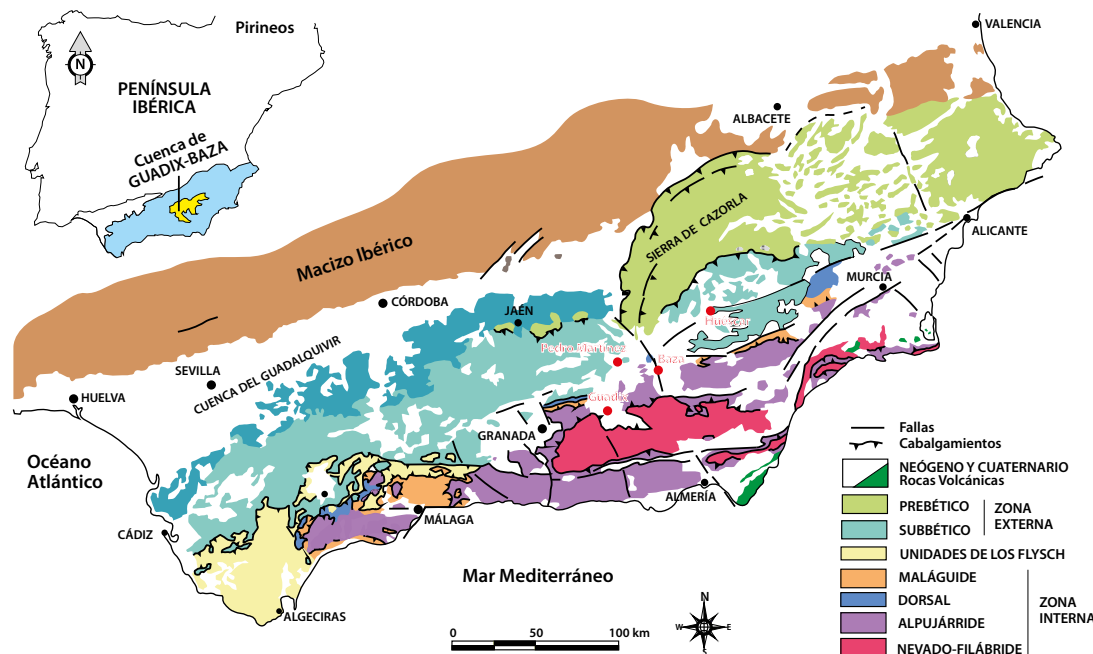 Pirineos
N
PENÍNSULA
IBÉRICA
Cuenca de
GUADIX-BAZA
VALENCIA
ALBACETE
SIERRA DE CAZORLA
ALICANTE
MURCIA
Macizo Ibérico
CÓRDOBA
JAÉN
Huéscar
Pedro Martínez
Baza
Guadix
SEVILLA
CUENCA DEL GUADALQUIVIR
HUELVA
GRANADA
Océano
Atlántico
ALMERÍA
MÁLAGA
CÁDIZ
Mar Mediterráneo
ALGECIRAS
N
W
E
S
0 50 100 km
Fallas
Cabalgamientos
NEÓGENO Y CUATERNARIO
Rocas Volcánicas
PREBÉTICO
SUBBÉTICO
ZONA
EXTERNA
UNIDADES DE LOS FLYSCH
MALÁGUIDE
DORSAL
ALPUJÁRRIDE
NEVADO-FILÁBRIDE
ZONA
INTERNA